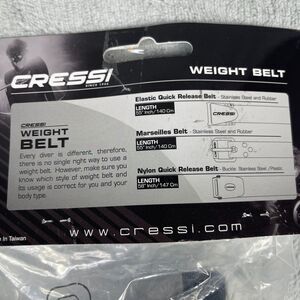 CRESSI
SINCE 1946
WEIGHT BELT
Elastic Quick Release Belt - Stainless Steel and Rubber
LENGTH
55" Inch/ 140 Cm
CRESSI
WEIGHT
BELT
Marseilles Belt - Stainless Steel and Rubber
LENGTH
55" Inch/ 140 Cm
Every diver is different, therefore,
there is no single right way to use a
weight belt. However, make sure you
know which style of weight belt and
its usage is correct for you and your
body type.
Nylon Quick Release Belt - Buckle: Stainless Steel /Plastic
LENGTH
58" Inch/ 147 Cm
in Taiwan
www.cressi.com